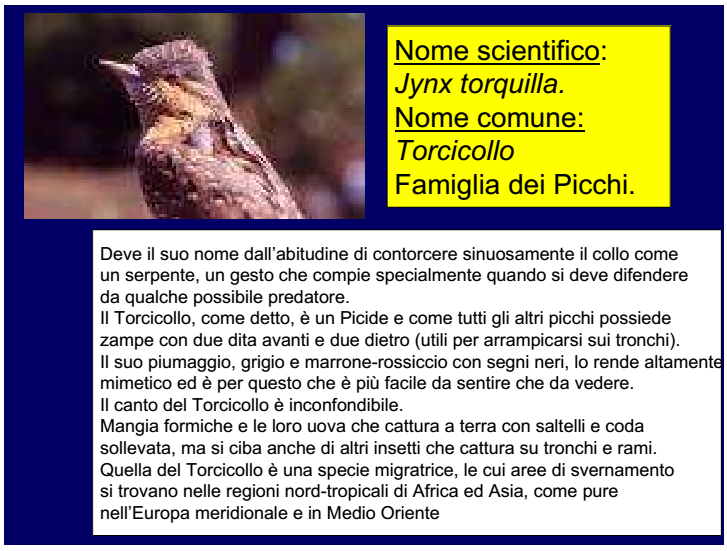 Nome scientifico:
Jynx torquilla.
Nome comune:
Torcicollo
Famiglia dei Picchi.
Deve il suo nome dall'abitudine di contorcere sinuosamente il collo come
un serpente, un gesto che compie specialmente quando si deve difendere
da qualche possibile predatore.
Il Torcicollo, come detto, è un Picide e come tutti gli altri picchi possiede
zampe con due dita avanti e due dietro (utili per arrampicarsi sui tronchi).
Il suo piumaggio, grigio e marrone-rossiccio con segni neri, lo rende altamente
mimetico ed è per questo che è più facile da sentire che da vedere.
Il canto del Torcicollo è inconfondibile.
Mangia formiche e le loro uova che cattura a terra con saltelli e coda
sollevata, ma si ciba anche di altri insetti che cattura su tronchi e rami.
Quella del Torcicollo è una specie migratrice, le cui aree di svernamento
si trovano nelle regioni nord-tropicali di Africa ed Asia, come pure
nell'Europa meridionale e in Medio Oriente